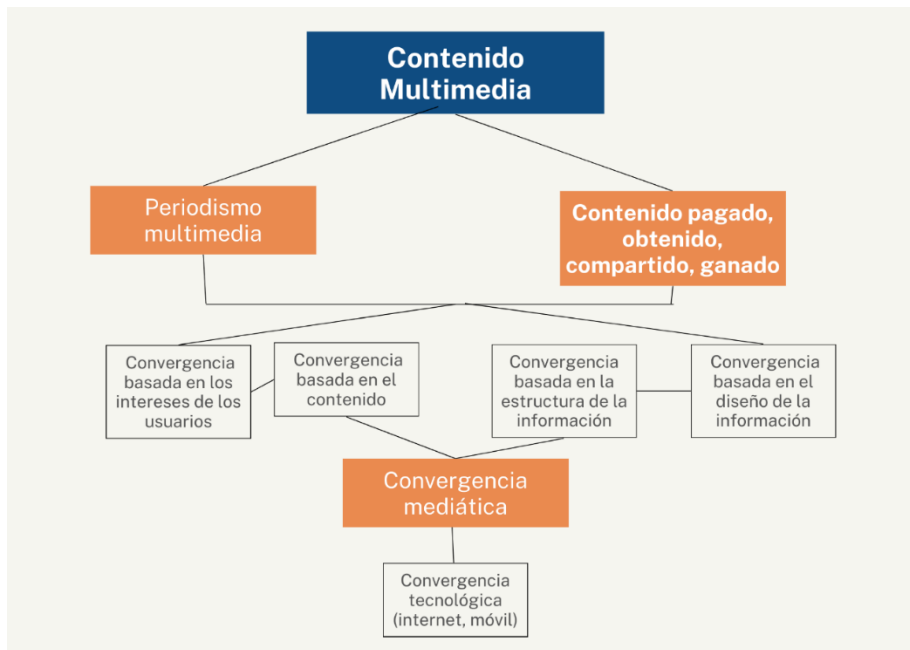 Contenido
Multimedia
Periodismo
multimedia
Contenido pagado,
obtenido,
compartido, ganado
Convergencia
basada en los
intereses de los
usuarios
Convergencia
basada en el
contenido
Convergencia
basada en la
estructura de la
información
Convergencia
basada en el
diseño de la
información
Convergencia
mediática
Convergencia
tecnológica
(internet, móvil)